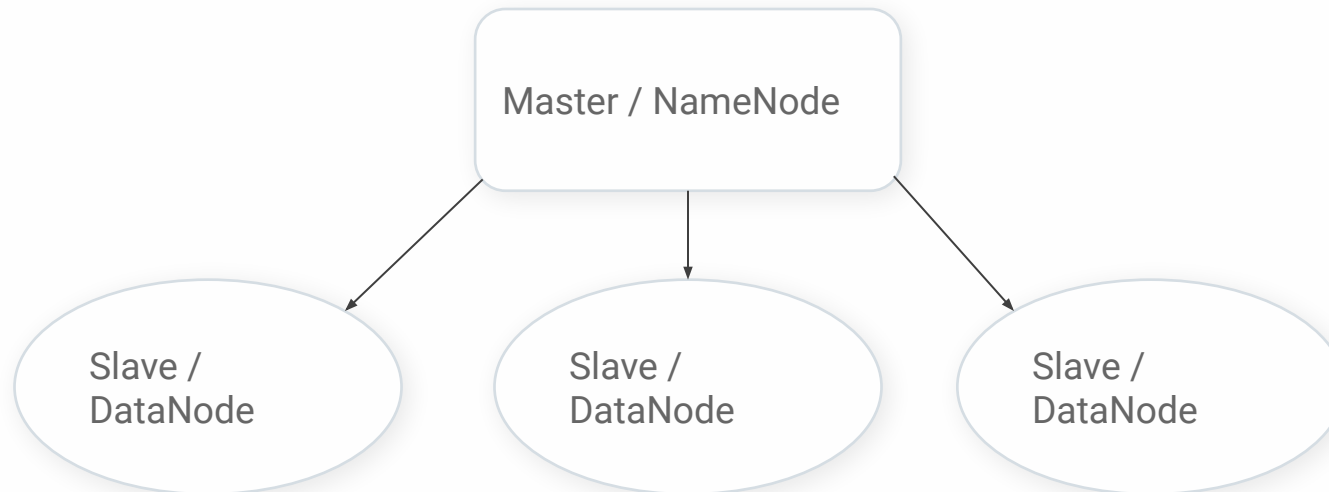 Master / NameNode
Slave /
DataNode
Slave /
DataNode
Slave /
DataNode